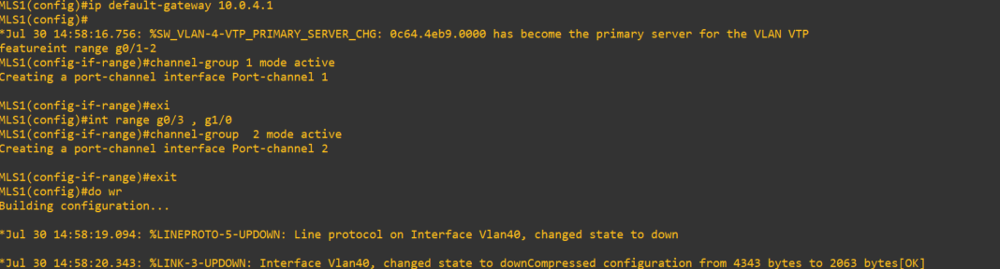 MLS1(config)#ip default-gateway 10.0.4.1
MLS1(config)#
*Jul 30 14:58:16.756: %SW_VLAN-4-VTP_PRIMARY_SERVER_CHG: 0c64.4eb9.0000 has become the primary server for the VLAN VTP
featureint range g0/1-2
MLS1(config-if-range)#channel-group 1 mode active
Creating a port-channel interface Port-channel 1
MLS1(config-if-range)#exi
MLS1(config)#int range g0/3 , g1/0
MLS1(config-if-range)#channel-group  2 mode active
Creating a port-channel interface Port-channel 2
MLS1(config-if-range)#exit
MLS1(config)#do wr
Building configuration...
*Jul 30 14:58:19.094: %LINEPROTO-5-UPDOWN: Line protocol on Interface Vlan40, changed state to down
*Jul 30 14:58:20.343: %LINK-3-UPDOWN: Interface Vlan40, changed state to downCompressed configuration from 4343 bytes to 2063 bytes[OK]